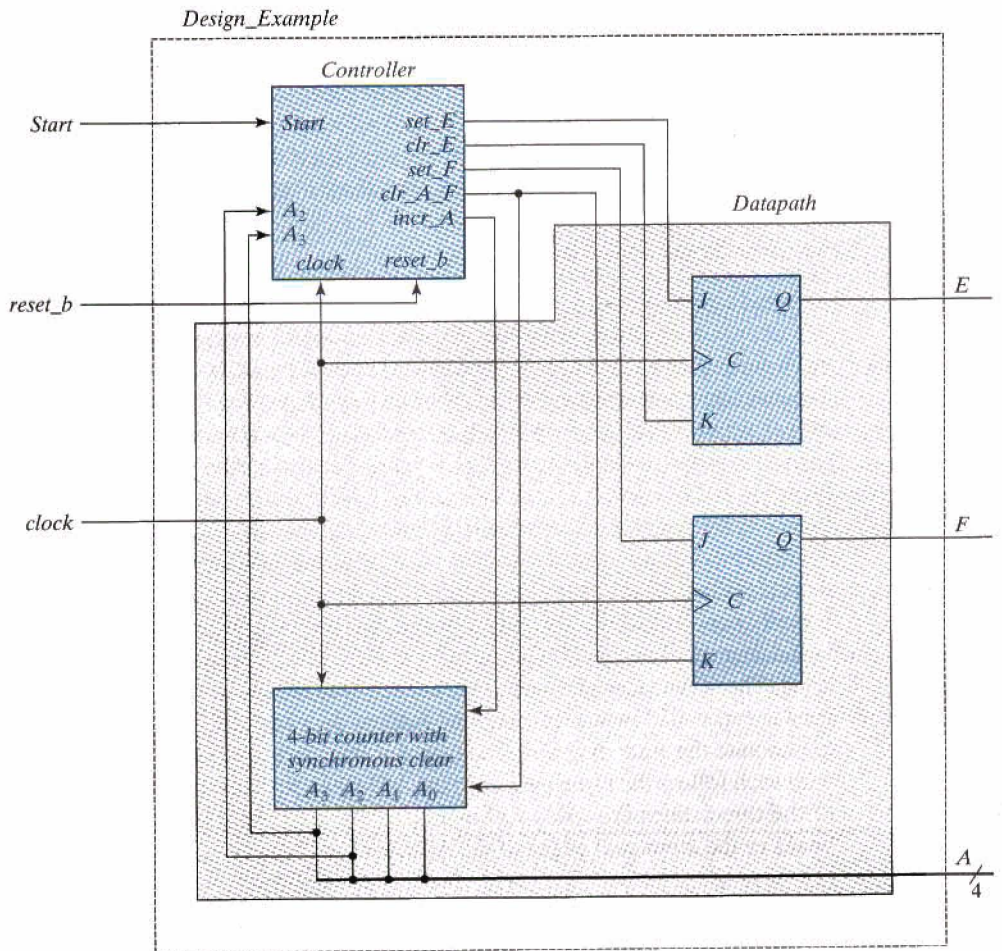 Design_Example
Controller
Start
Start
set_E
clr_E
set_F
clr_A_F
incr_A
A2
A3
clock
reset_b
reset_b
Datapath
J
Q
E
C
K
clock
J
Q
F
C
K
4-bit counter with
synchronous clear
A3 A2 A1 A0
A
4